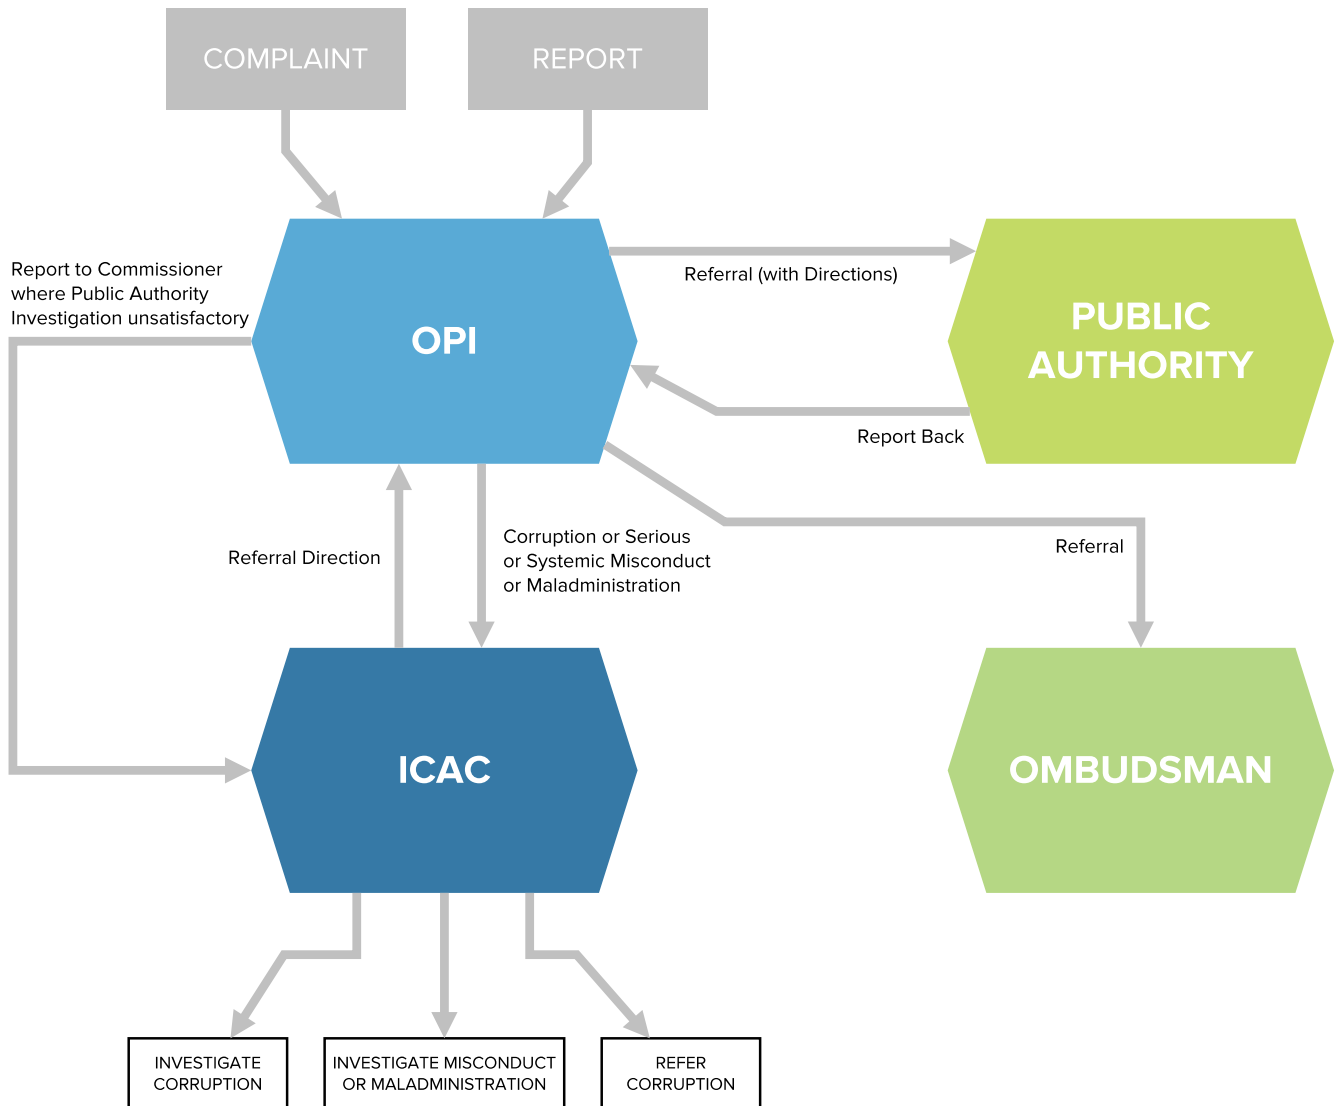 COMPLAINT
REPORT
Report to Commissioner
where Public Authority
Investigation unsatisfactory
OPI
Referral (with Directions)
PUBLIC
AUTHORITY
Report Back
Referral Direction
Corruption or Serious
or Systemic Misconduct
or Maladministration
Referral
ICAC
OMBUDSMAN
INVESTIGATE
CORRUPTION
INVESTIGATE MISCONDUCT
OR MALADMINISTRATION
REFER
CORRUPTION